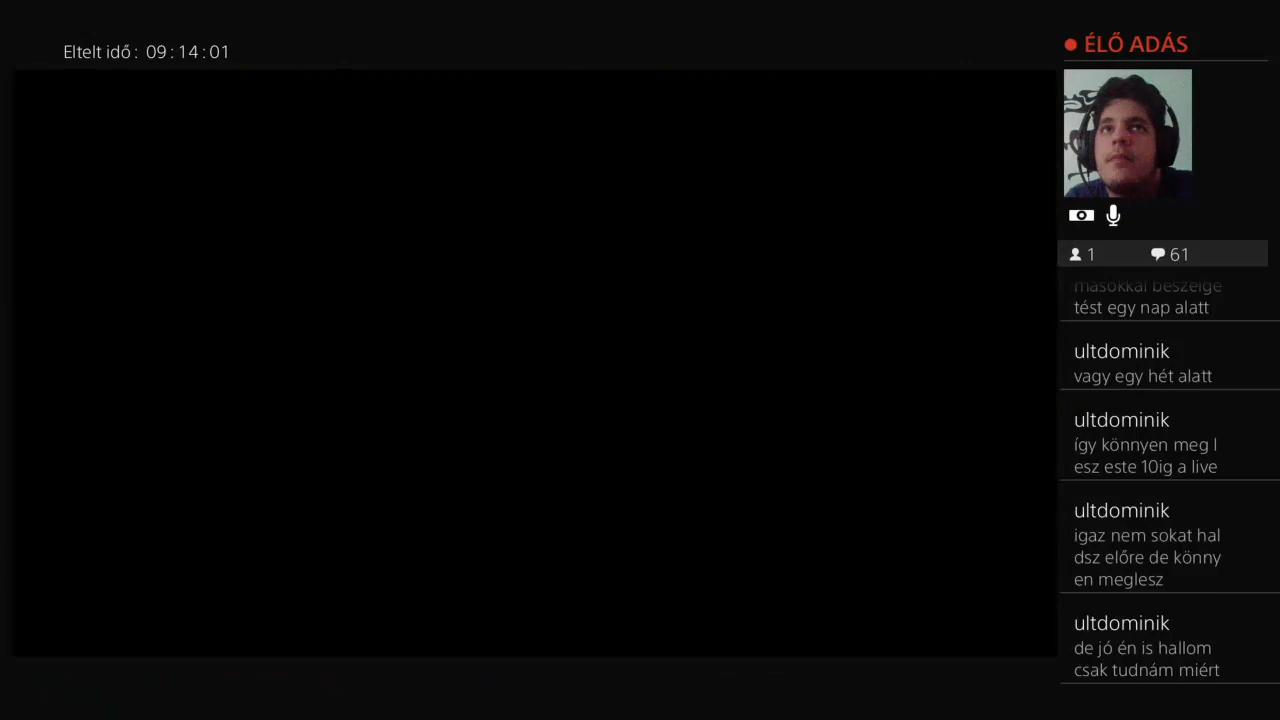 Eltelt idő: 09:14:01
ÉLŐ ADÁS
1
61
másokkal beszélge
tést egy nap alatt
ultdominik
vagy egy hét alatt
ultdominik
így könnyen meg l
esz este 10ig a live
ultdominik
igaz nem sokat hal
dsz előre de könny
en meglesz
ultdominik
de jó én is hallom
csak tudnám miért